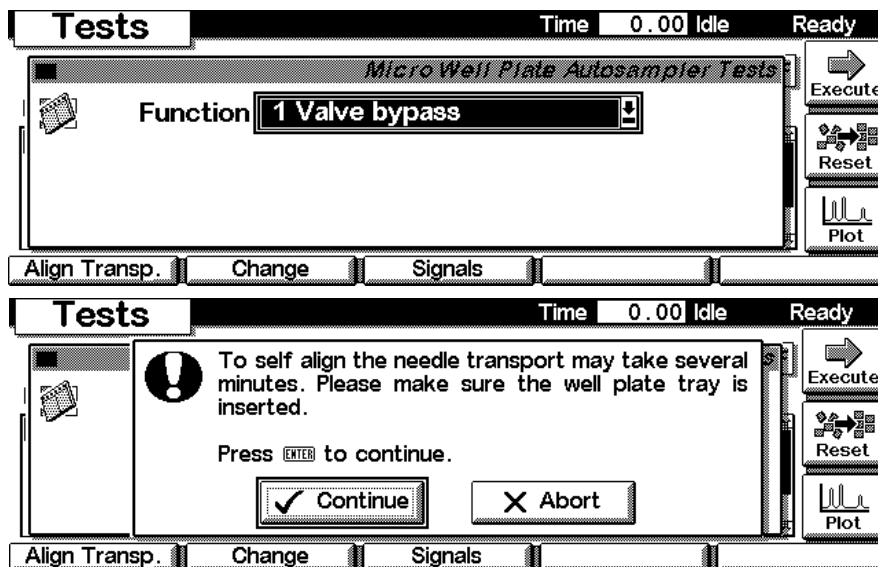 Tests
Time 0.00 Idle Ready
Micro Well Plate Autosampler Tests
Execute
Function 1 Valve bypass
Reset
Plot
Align Transp. Change Signals
Tests
Time 0.00 Idle Ready
To self align the needle transport may take several
minutes. Please make sure the well plate tray is
inserted.
Execute
Press ENTER to continue.
Reset
Continue Abort
Plot
Align Transp. Change Signals